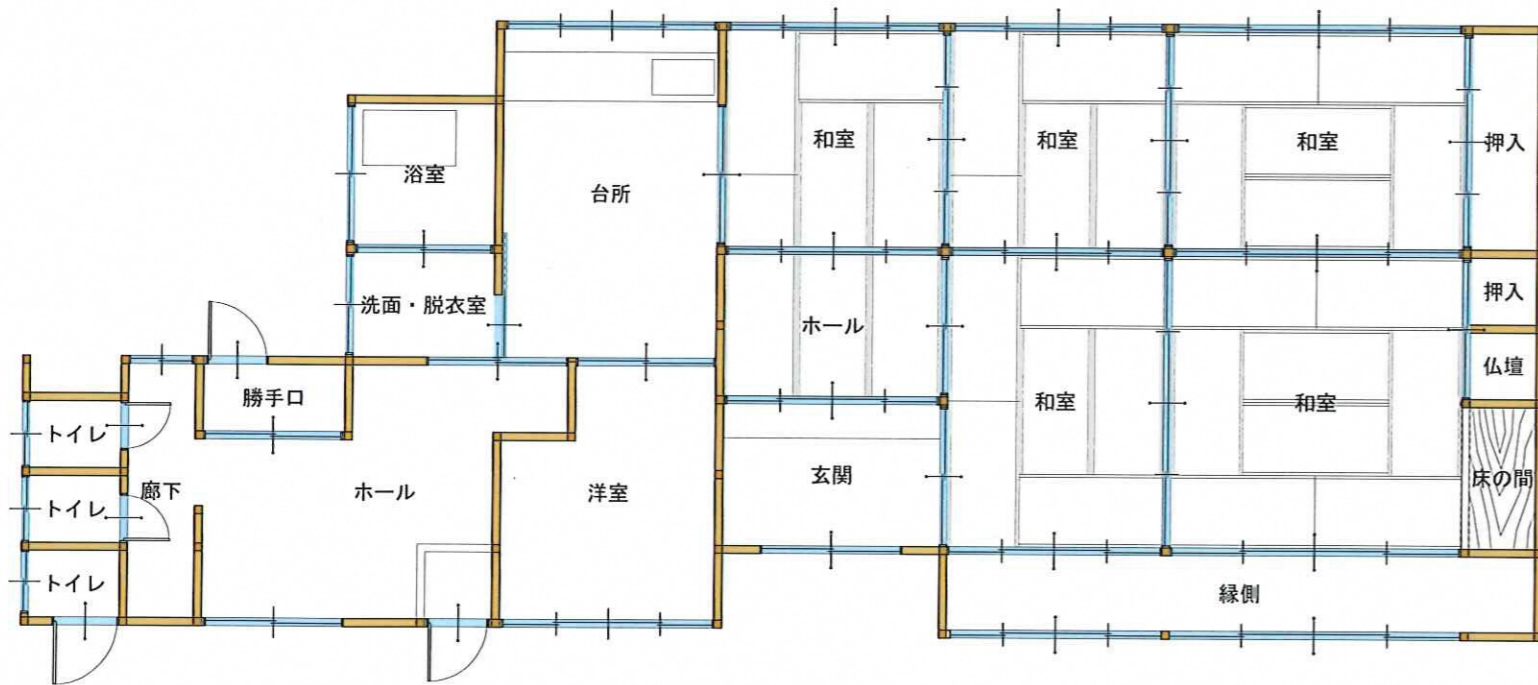 和室
和室
和室
押入
浴室
台所
洗面・脱衣室
ホール
押入
仏壇
勝手口
和室
和室
トイレ
床の間
玄関
トイレ
廊下
ホール
洋室
トイレ
縁側